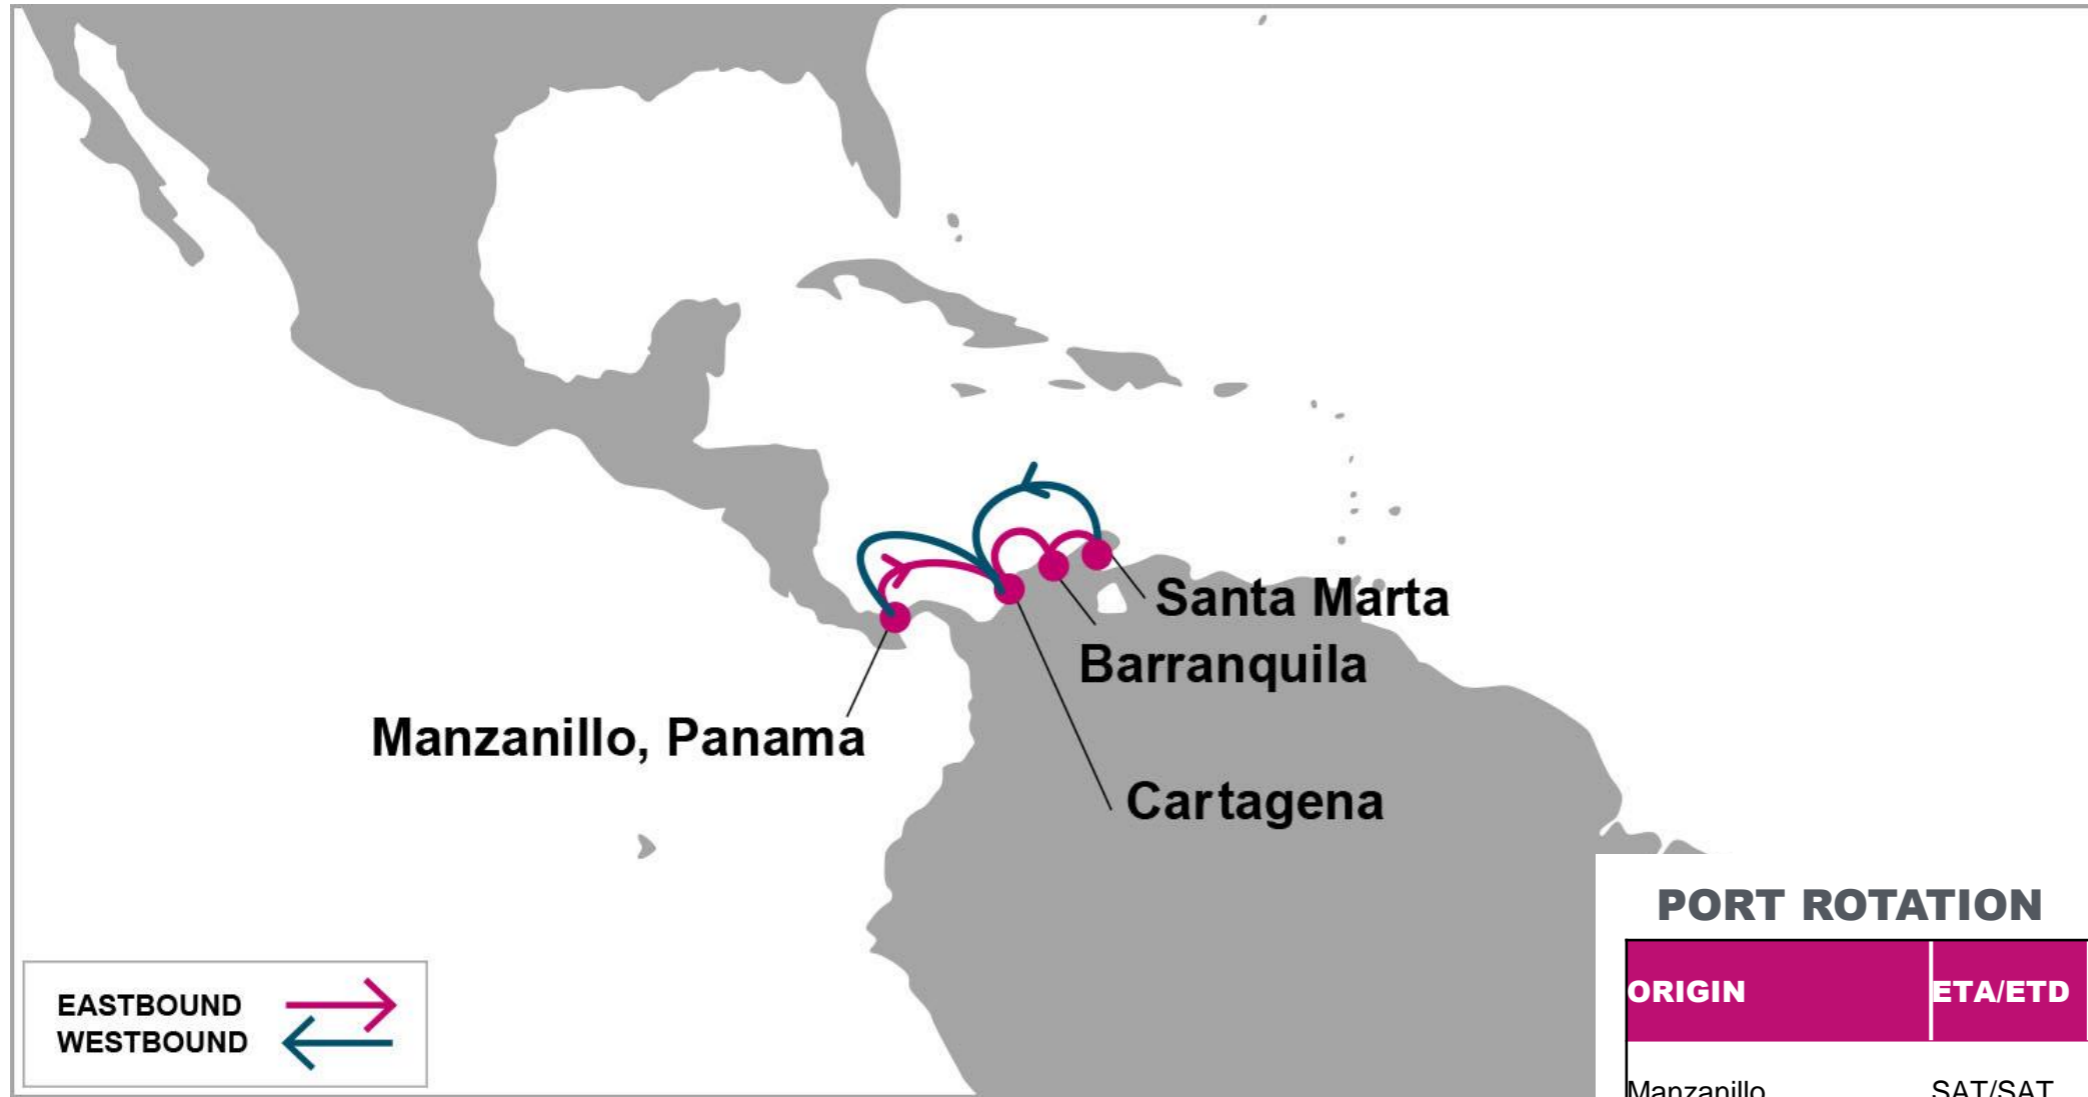 Santa Marta
Barranquila
Manzanillo, Panama
Cartagena
EASTBOUND
WESTBOUND
PORT ROTATION
ORIGIN ETA/ETD
Manzanillo SAT/SAT